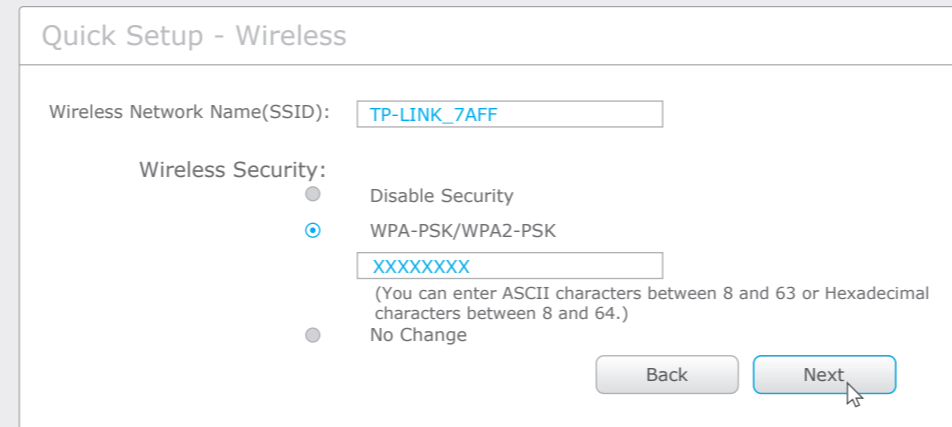 Quick Setup - Wireless
Wireless Network Name(SSID): TP-LINK_7AFF
Wireless Security:
Disable Security
WPA-PSK/WPA2-PSK
XXXXXXXX
(You can enter ASCII characters between 8 and 63 or Hexadecimal
characters between 8 and 64.)
No Change
Back Next